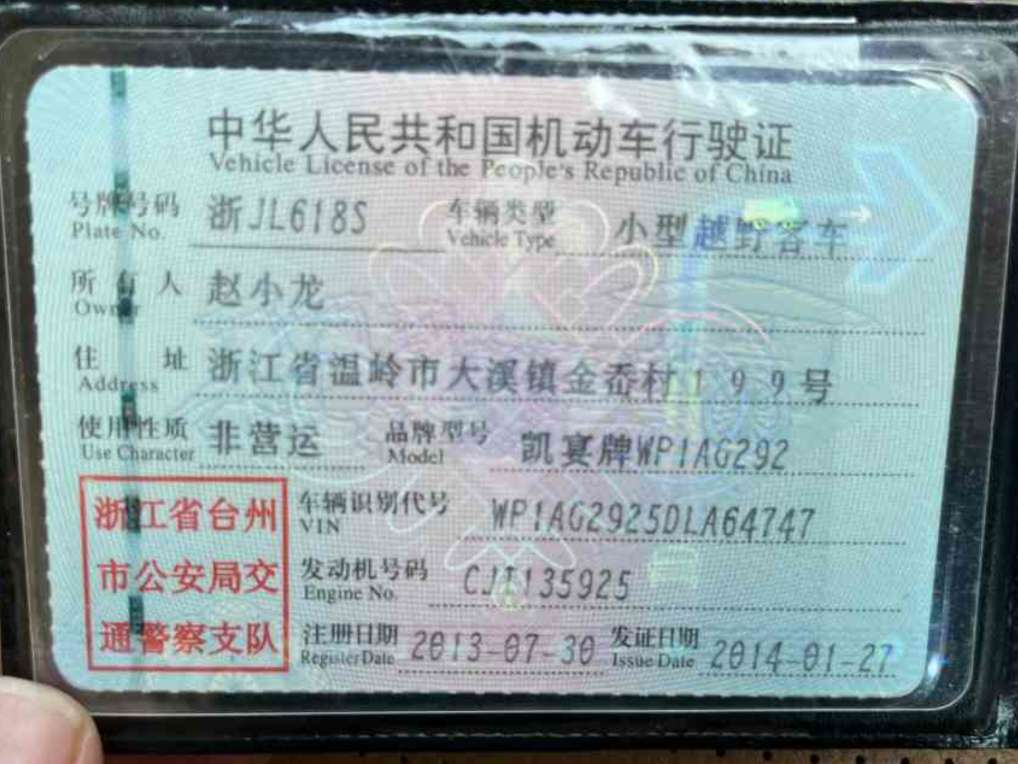 中华人民共和国机动车行驶证
Vehicle License of the People's Republic of China
号牌号码 浙JL618S 车辆类型 小型越野客车
Plate No. Vehicle Type
所有人 赵小龙
Owner
住址 浙江省温岭市大溪镇金岙村199号
Address
使用性质 非营运 品牌型号 凯宴牌WP1AG292
Use Character Model
浙江省台州
市公安局交
通警察支队
车辆识别代号 WP1AG2925DLA64747
VIN
发动机号码 CJT135925
Engine No.
注册日期 2013-07-30 发证日期 2014-01-27
Register Date Issue Date